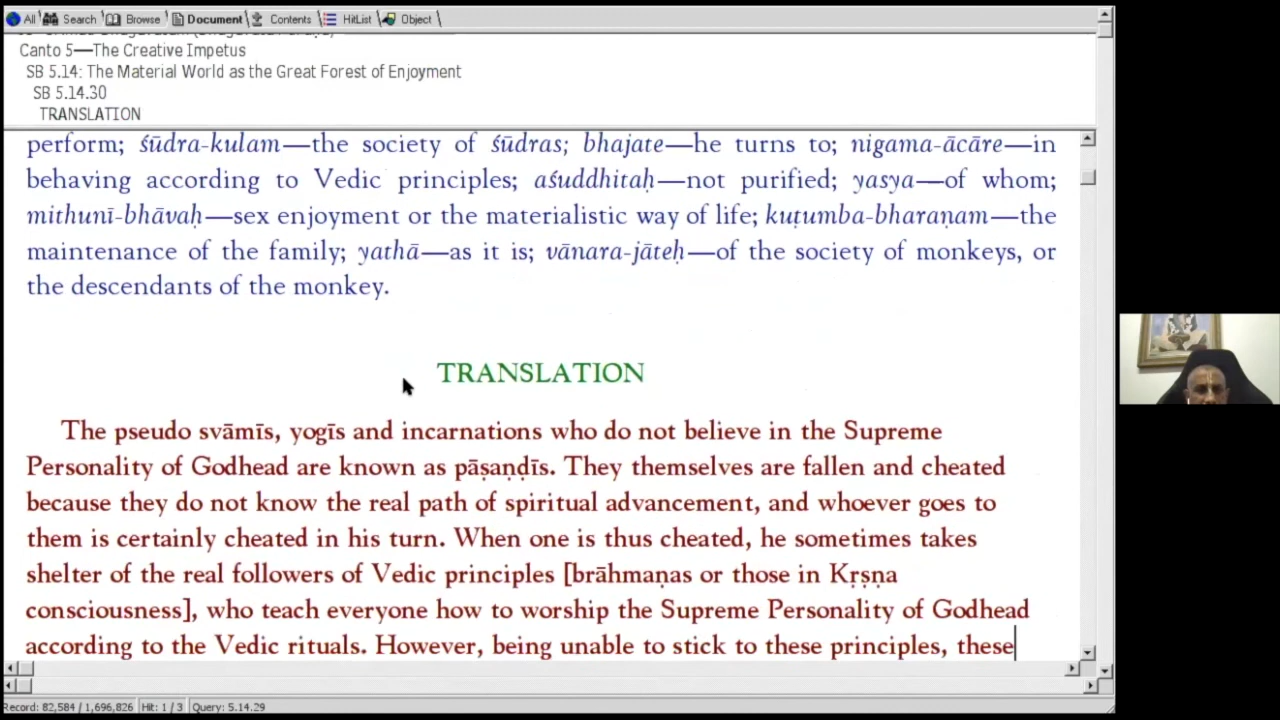 All Search Browse Document Contents HitList Object
Canto 5—The Creative Impetus
SB 5.14: The Material World as the Great Forest of Enjoyment
SB 5.14.30
TRANSLATION
perform; śūdra-kulam—the society of śūdras; bhajate—he turns to; nigama-ācāre—in
behaving according to Vedic principles; aśuddhitaḥ—not purified; yasya—of whom;
mithunī-bhāvaḥ—sex enjoyment or the materialistic way of life; kuṭumba-bharaṇam—the
maintenance of the family; yathā—as it is; vānara-jāteḥ—of the society of monkeys, or
the descendants of the monkey.
TRANSLATION
The pseudo svāmīs, yogīs and incarnations who do not believe in the Supreme
Personality of Godhead are known as pāṣaṇḍīs. They themselves are fallen and cheated
because they do not know the real path of spiritual advancement, and whoever goes to
them is certainly cheated in his turn. When one is thus cheated, he sometimes takes
shelter of the real followers of Vedic principles [brāhmaṇas or those in Kṛṣṇa
consciousness], who teach everyone how to worship the Supreme Personality of Godhead
according to the Vedic rituals. However, being unable to stick to these principles, these
Record: 82,584 / 1,696,826 Hit: 1 / 3 Query: 5.14.29